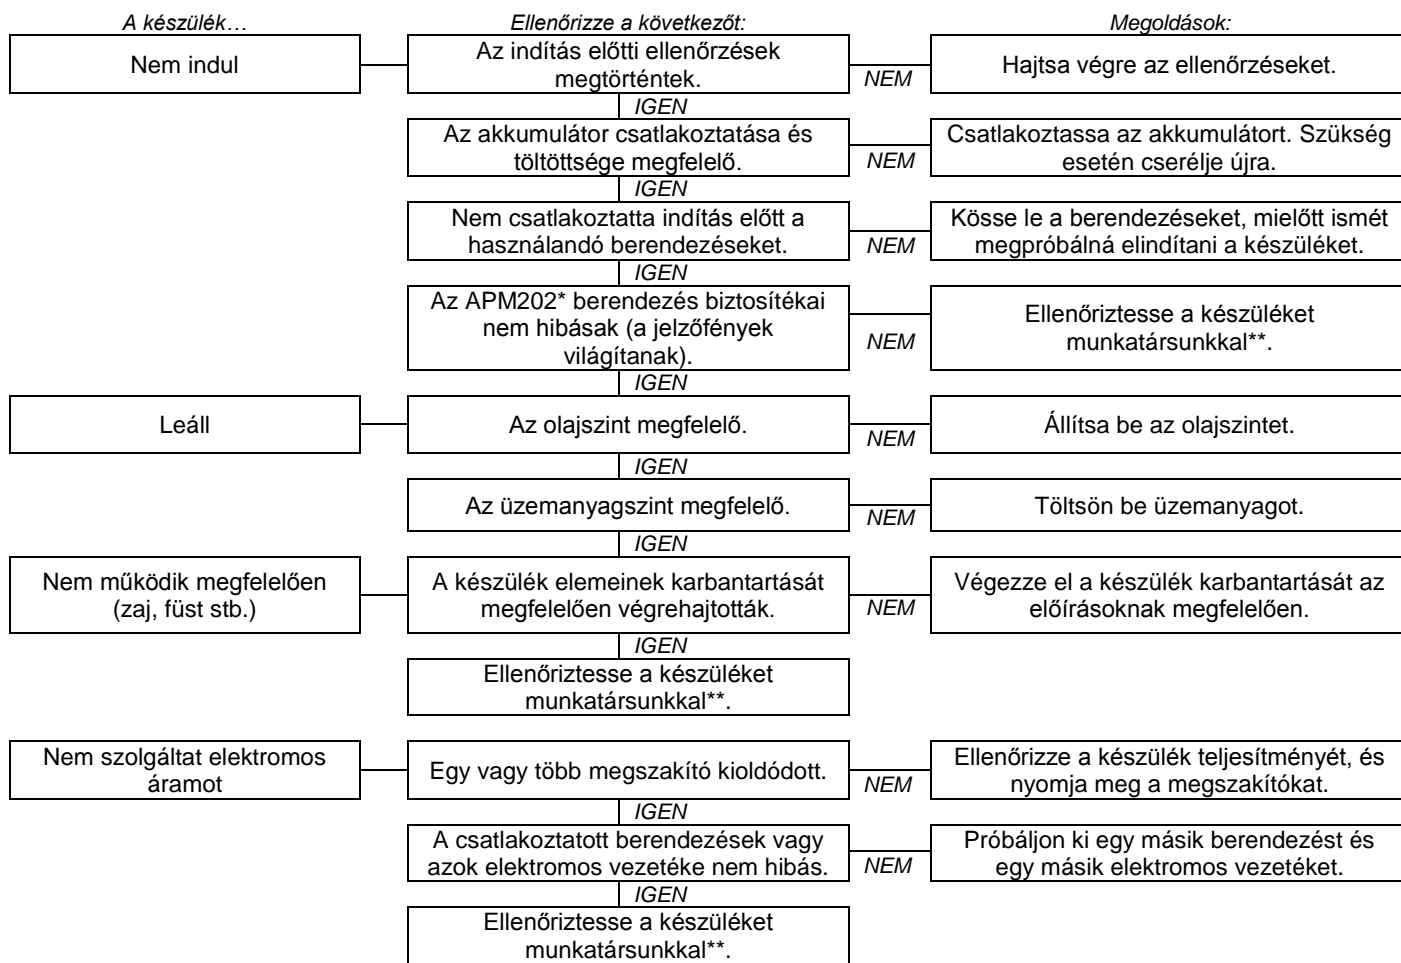 A készülék…
Ellenőrizze a következőt:
Megoldások:
Nem indul
Az indítás előtti ellenőrzések
megtörténtek.
NEM
Hajtsa végre az ellenőrzéseket.
IGEN
Az akkumulátor csatlakoztatása és
töltöttsége megfelelő.
NEM
Csatlakoztassa az akkumulátort. Szükség
esetén cserélje újra.
IGEN
Nem csatlakoztatta indítás előtt a
használandó berendezéseket.
NEM
Kösse le a berendezéseket, mielőtt ismét
megpróbálná elindítani a készüléket.
IGEN
Az APM202* berendezés biztosítékai
nem hibásak (a jelzőfények
világítanak).
NEM
Ellenőriztesse a készüléket
munkatársunkkal**.
IGEN
Leáll
Az olajszint megfelelő.
NEM
Állítsa be az olajszintet.
IGEN
Az üzemanyagszint megfelelő.
NEM
Töltsön be üzemanyagot.
IGEN
Nem működik megfelelően
(zaj, füst stb.)
A készülék elemeinek karbantartását
megfelelően végrehajtották.
NEM
Végezze el a készülék karbantartását az
előírásoknak megfelelően.
IGEN
Ellenőriztesse a készüléket
munkatársunkkal**.
Nem szolgáltat elektromos
áramot
Egy vagy több megszakító kioldódott.
NEM
Ellenőrizze a készülék teljesítményét, és
nyomja meg a megszakítókat.
IGEN
A csatlakoztatott berendezések vagy
azok elektromos vezetéke nem hibás.
NEM
Próbáljon ki egy másik berendezést és
egy másik elektromos vezetéket.
IGEN
Ellenőriztesse a készüléket
munkatársunkkal**.